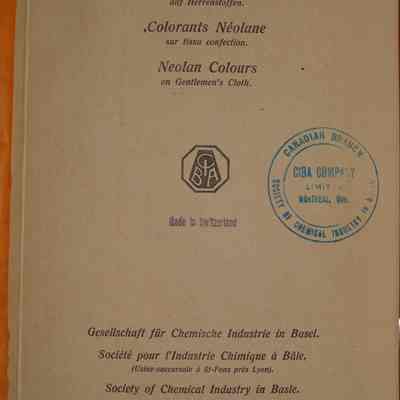 auf Herrenstoffen.
Colorants Néolane
sur tissu confection.
Neolan Colours
on Gentlemen's Cloth.
CIBA
CANADIAN BRANCH
CIBA COMPANY
LIMITED
MONTREAL, QUE.
SOCIETY OF CHEMICAL INDUSTRY IN
Made in Switzerland
Gesellschaft für Chemische Industrie in Basel.
Société pour l'Industrie Chimique à Bâle.
(Usine-succursale à St-Fons près Lyon).
Society of Chemical Industry in Basle.